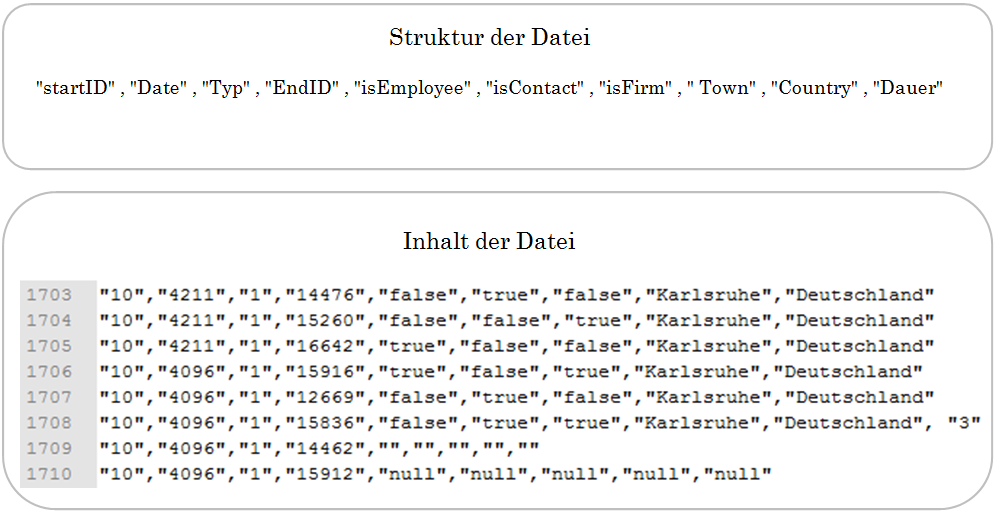 Struktur der Datei
"startID" , "Date" , "Typ" , "EndID" , "isEmployee" , "isContact" , "isFirm" , " Town" , "Country" , "Dauer"
Inhalt der Datei
1703 "10","4211","1","14476","false","true","false","Karlsruhe","Deutschland"
1704 "10","4211","1","15260","false","false","true","Karlsruhe","Deutschland"
1705 "10","4211","1","16642","true","false","false","Karlsruhe","Deutschland"
1706 "10","4096","1","15916","true","false","true","Karlsruhe","Deutschland"
1707 "10","4096","1","12669","false","true","false","Karlsruhe","Deutschland"
1708 "10","4096","1","15836","false","true","true","Karlsruhe","Deutschland", "3"
1709 "10","4096","1","14462","","","","",""
1710 "10","4096","1","15912","null","null","null","null","null"